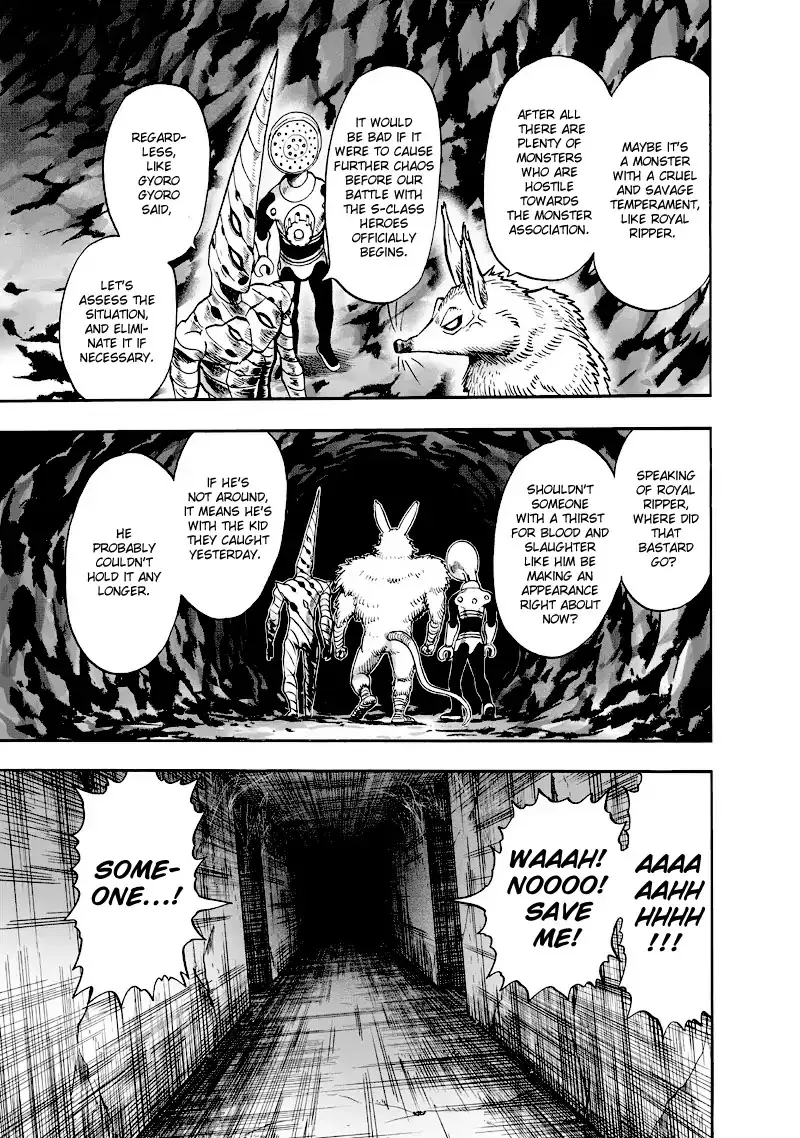 MAYBE IT'S
A MONSTER
WITH A CRUEL
AND SAVAGE
TEMPERAMENT,
LIKE ROYAL
RIPPER.
AFTER ALL
THERE ARE
PLENTY OF
MONSTERS
WHO ARE
HOSTILE
TOWARDS
THE MONSTER
ASSOCIATION.
IT WOULD
BE BAD IF IT
WERE TO CAUSE
FURTHER CHAOS
BEFORE OUR
BATTLE WITH
THE S-CLASS
HEROES
OFFICIALLY
BEGINS.
REGARD-
LESS,
LIKE
GYORO
GYORO
SAID,
LET'S
ASSESS THE
SITUATION,
AND ELIMI-
NATE IT IF
NECESSARY.
SPEAKING
OF ROYAL
RIPPER,
WHERE DID
THAT
BASTARD
GO?
SHOULDN'T
SOMEONE
WITH A THIRST
FOR BLOOD AND
SLAUGHTER
LIKE HIM BE
MAKING AN
APPEARANCE
RIGHT ABOUT
NOW?
IF HE'S
NOT AROUND,
IT MEANS HE'S
WITH THE KID
THEY CAUGHT
YESTERDAY.
HE
PROBABLY
COULDN'T
HOLD IT ANY
LONGER.
AAAA
AAHH
HHHH
!!!
WAAAH!
NOOOO!
SAVE
ME!
SOME-
ONE...!